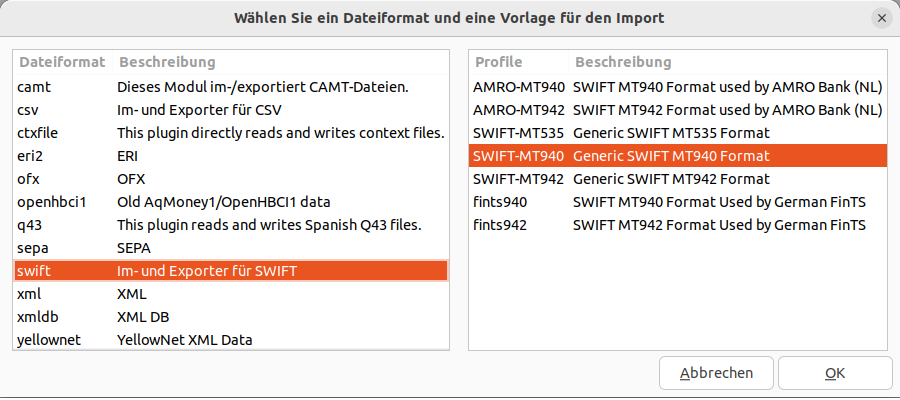 Wählen Sie ein Dateiformat und eine Vorlage für den Import
Dateiformat Beschreibung
camt Dieses Modul im-/exportiert CAMT-Dateien.
csv Im- und Exporter für CSV
ctxfile This plugin directly reads and writes context files.
eri2 ERI
ofx OFX
openhbci1 Old AqMoney1/OpenHBCI1 data
q43 This plugin reads and writes Spanish Q43 files.
sepa SEPA
swift Im- und Exporter für SWIFT
xml XML
xmldb XML DB
yellownet YellowNet XML Data
Profile Beschreibung
AMRO-MT940 SWIFT MT940 Format used by AMRO Bank (NL)
AMRO-MT942 SWIFT MT942 Format used by AMRO Bank (NL)
SWIFT-MT535 Generic SWIFT MT535 Format
SWIFT-MT940 Generic SWIFT MT940 Format
SWIFT-MT942 Generic SWIFT MT942 Format
fints940 SWIFT MT940 Format Used by German FinTS
fints942 SWIFT MT942 Format Used by German FinTS
Abbrechen
OK